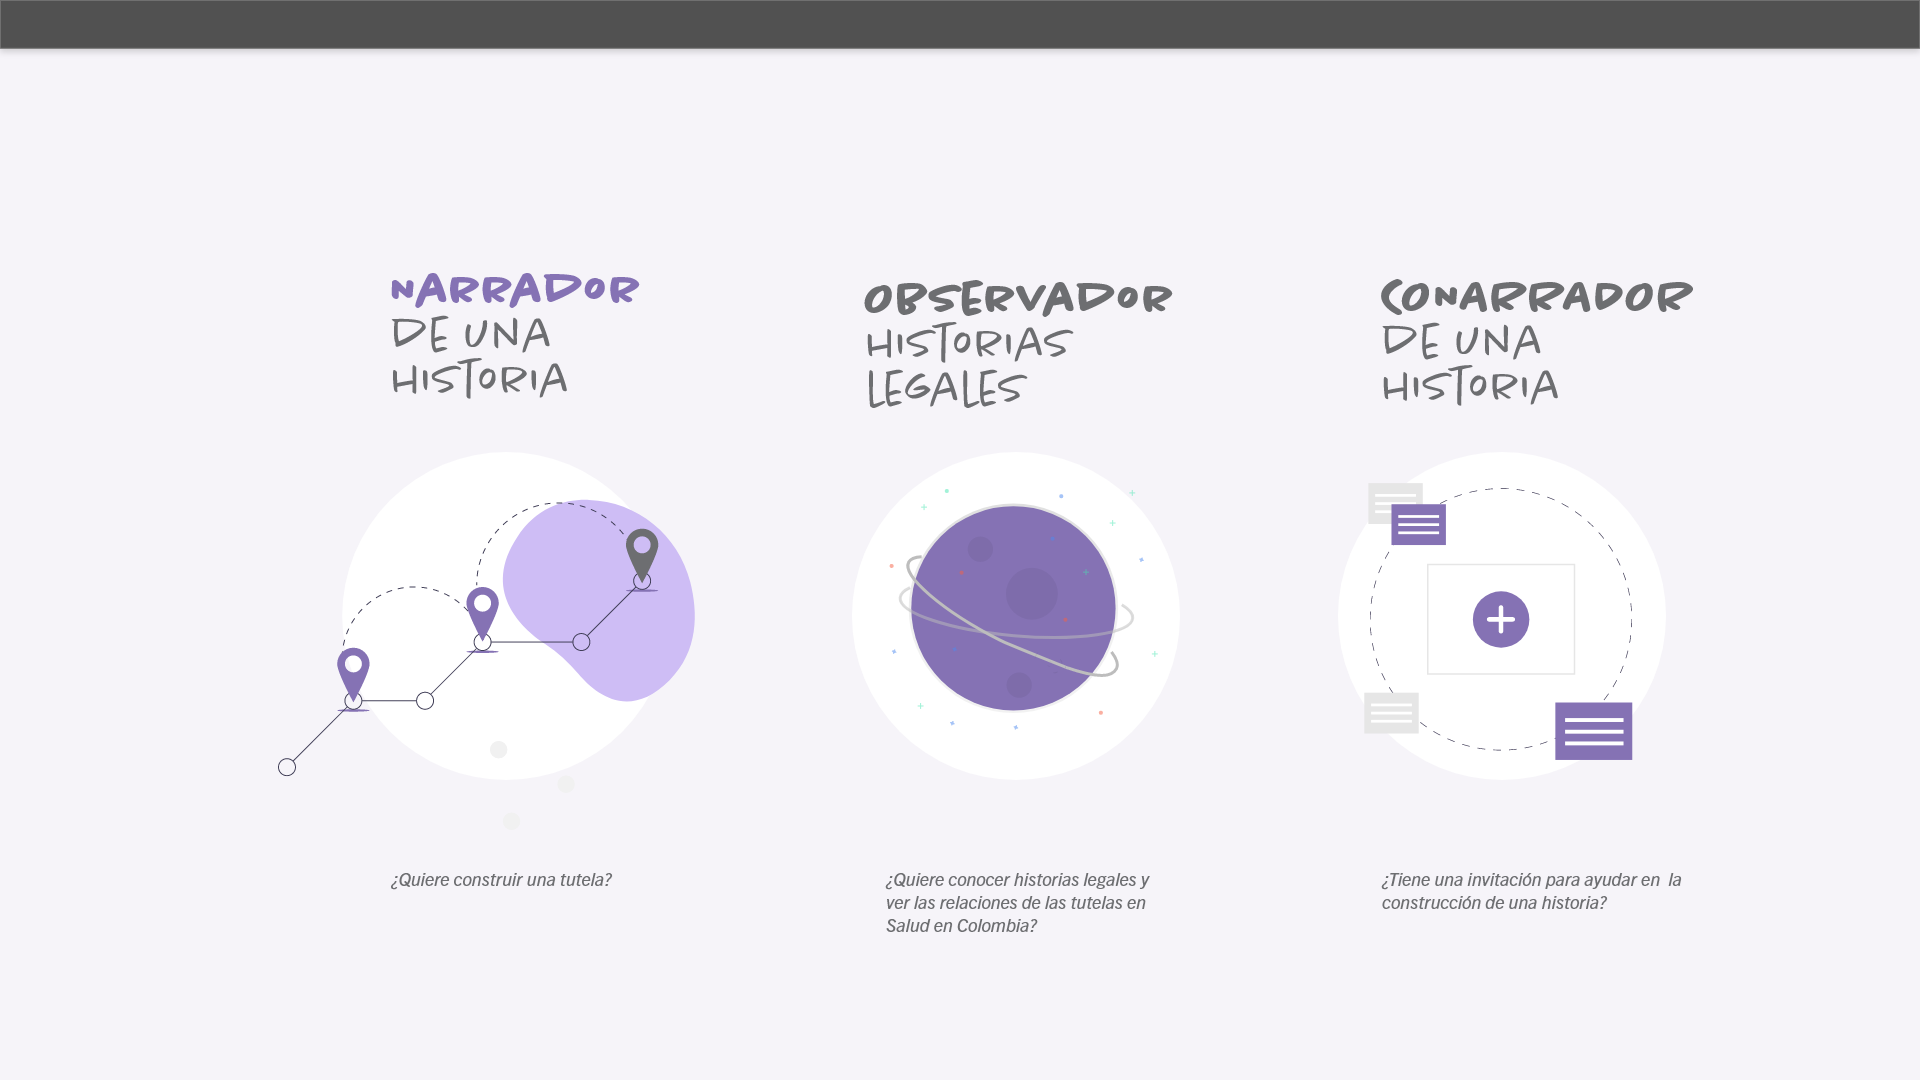 NARRADOR
DE UNA
HISTORIA
¿Quiere construir una tutela?
OBSERVADOR
HISTORIAS
LEGALES
¿Quiere conocer historias legales y
ver las relaciones de las tutelas en
Salud en Colombia?
CONARRADOR
DE UNA
HISTORIA
¿Tiene una invitación para ayudar en  la
construcción de una historia?